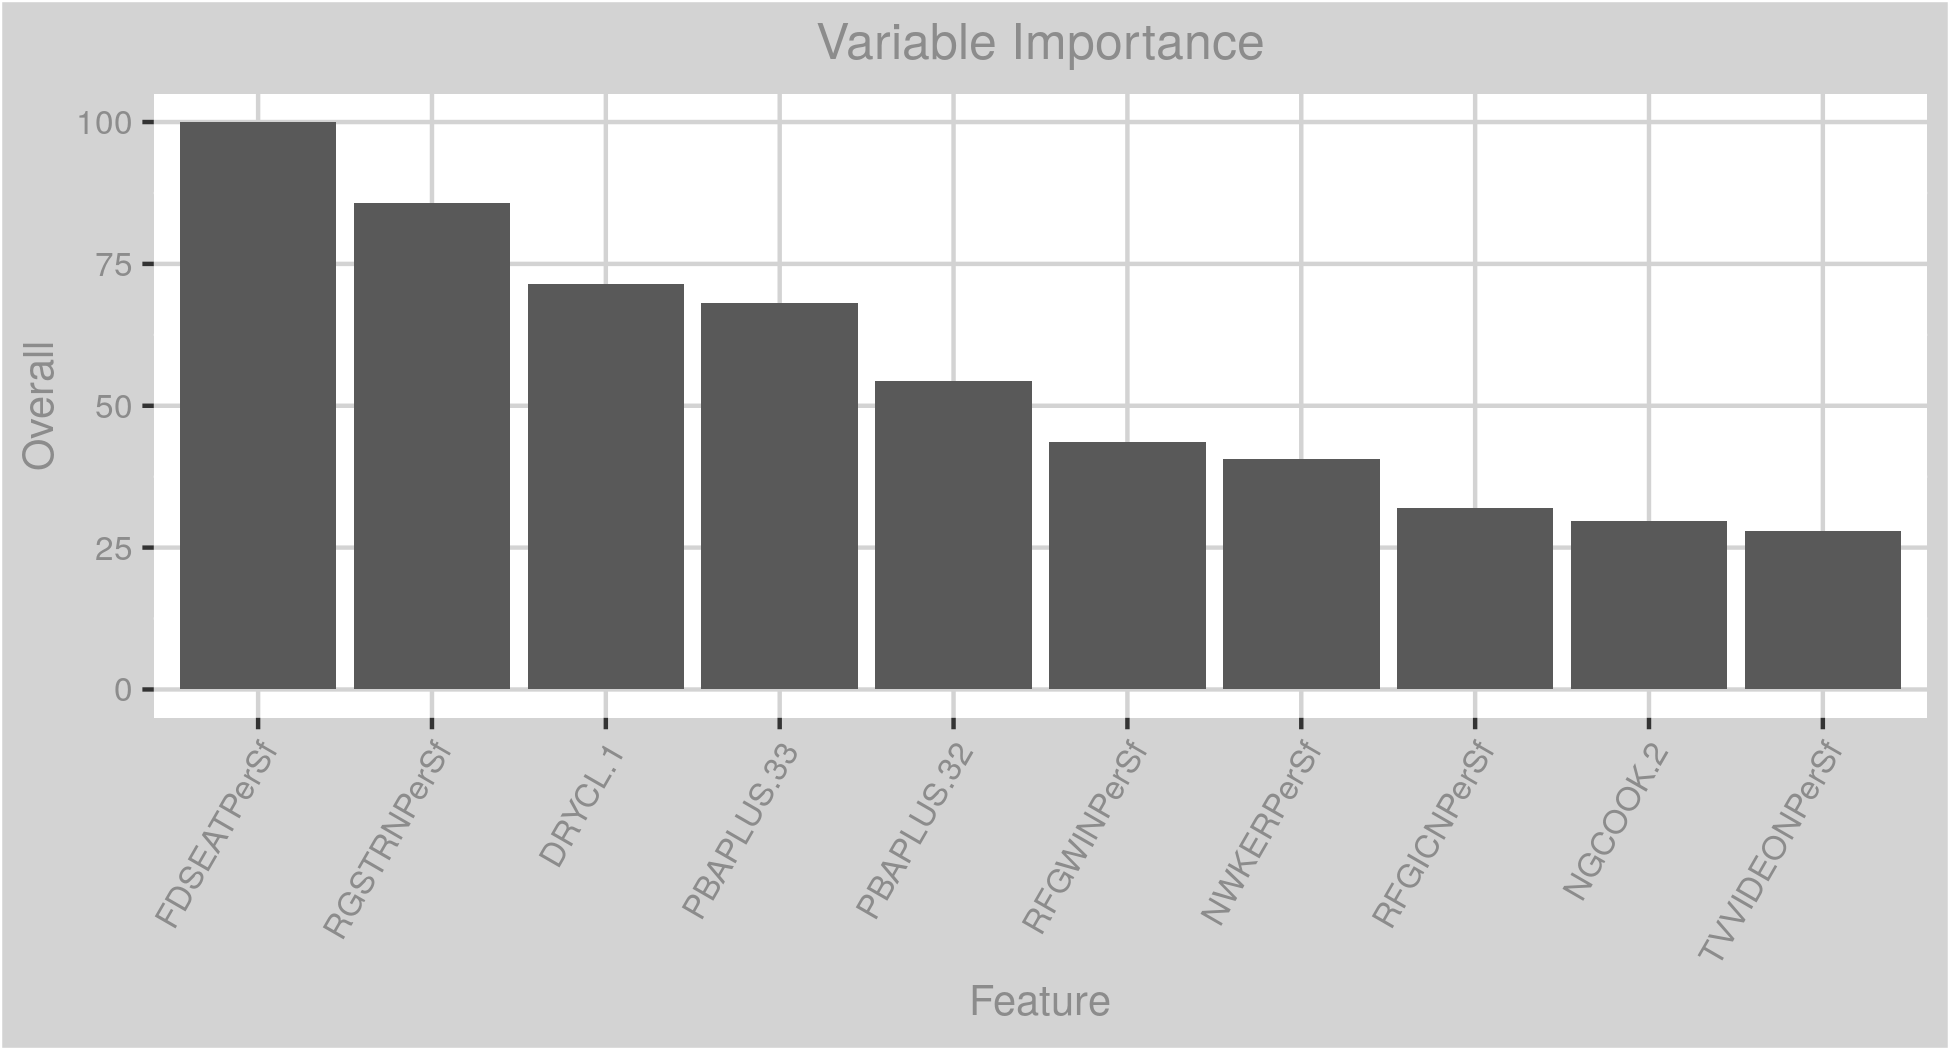 Variable Importance
Overall
100
75
50
25
0
FDSEATPerSf
RGSTRNPerSf
DRYCL.1
PBAPLUS.33
PBAPLUS.32
RFGWINPerSf
NWKERPerSf
RFGICNPerSf
NGCOOK.2
TVVIDEONPerSf
Feature